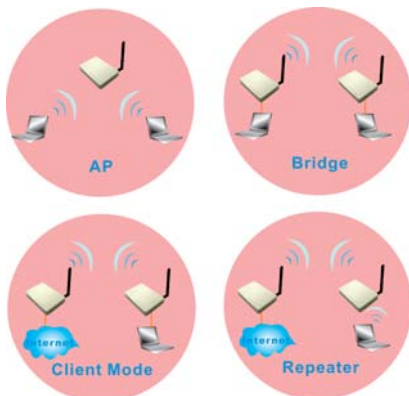 AP
Bridge
Internet
Client Mode
Internet
Repeater